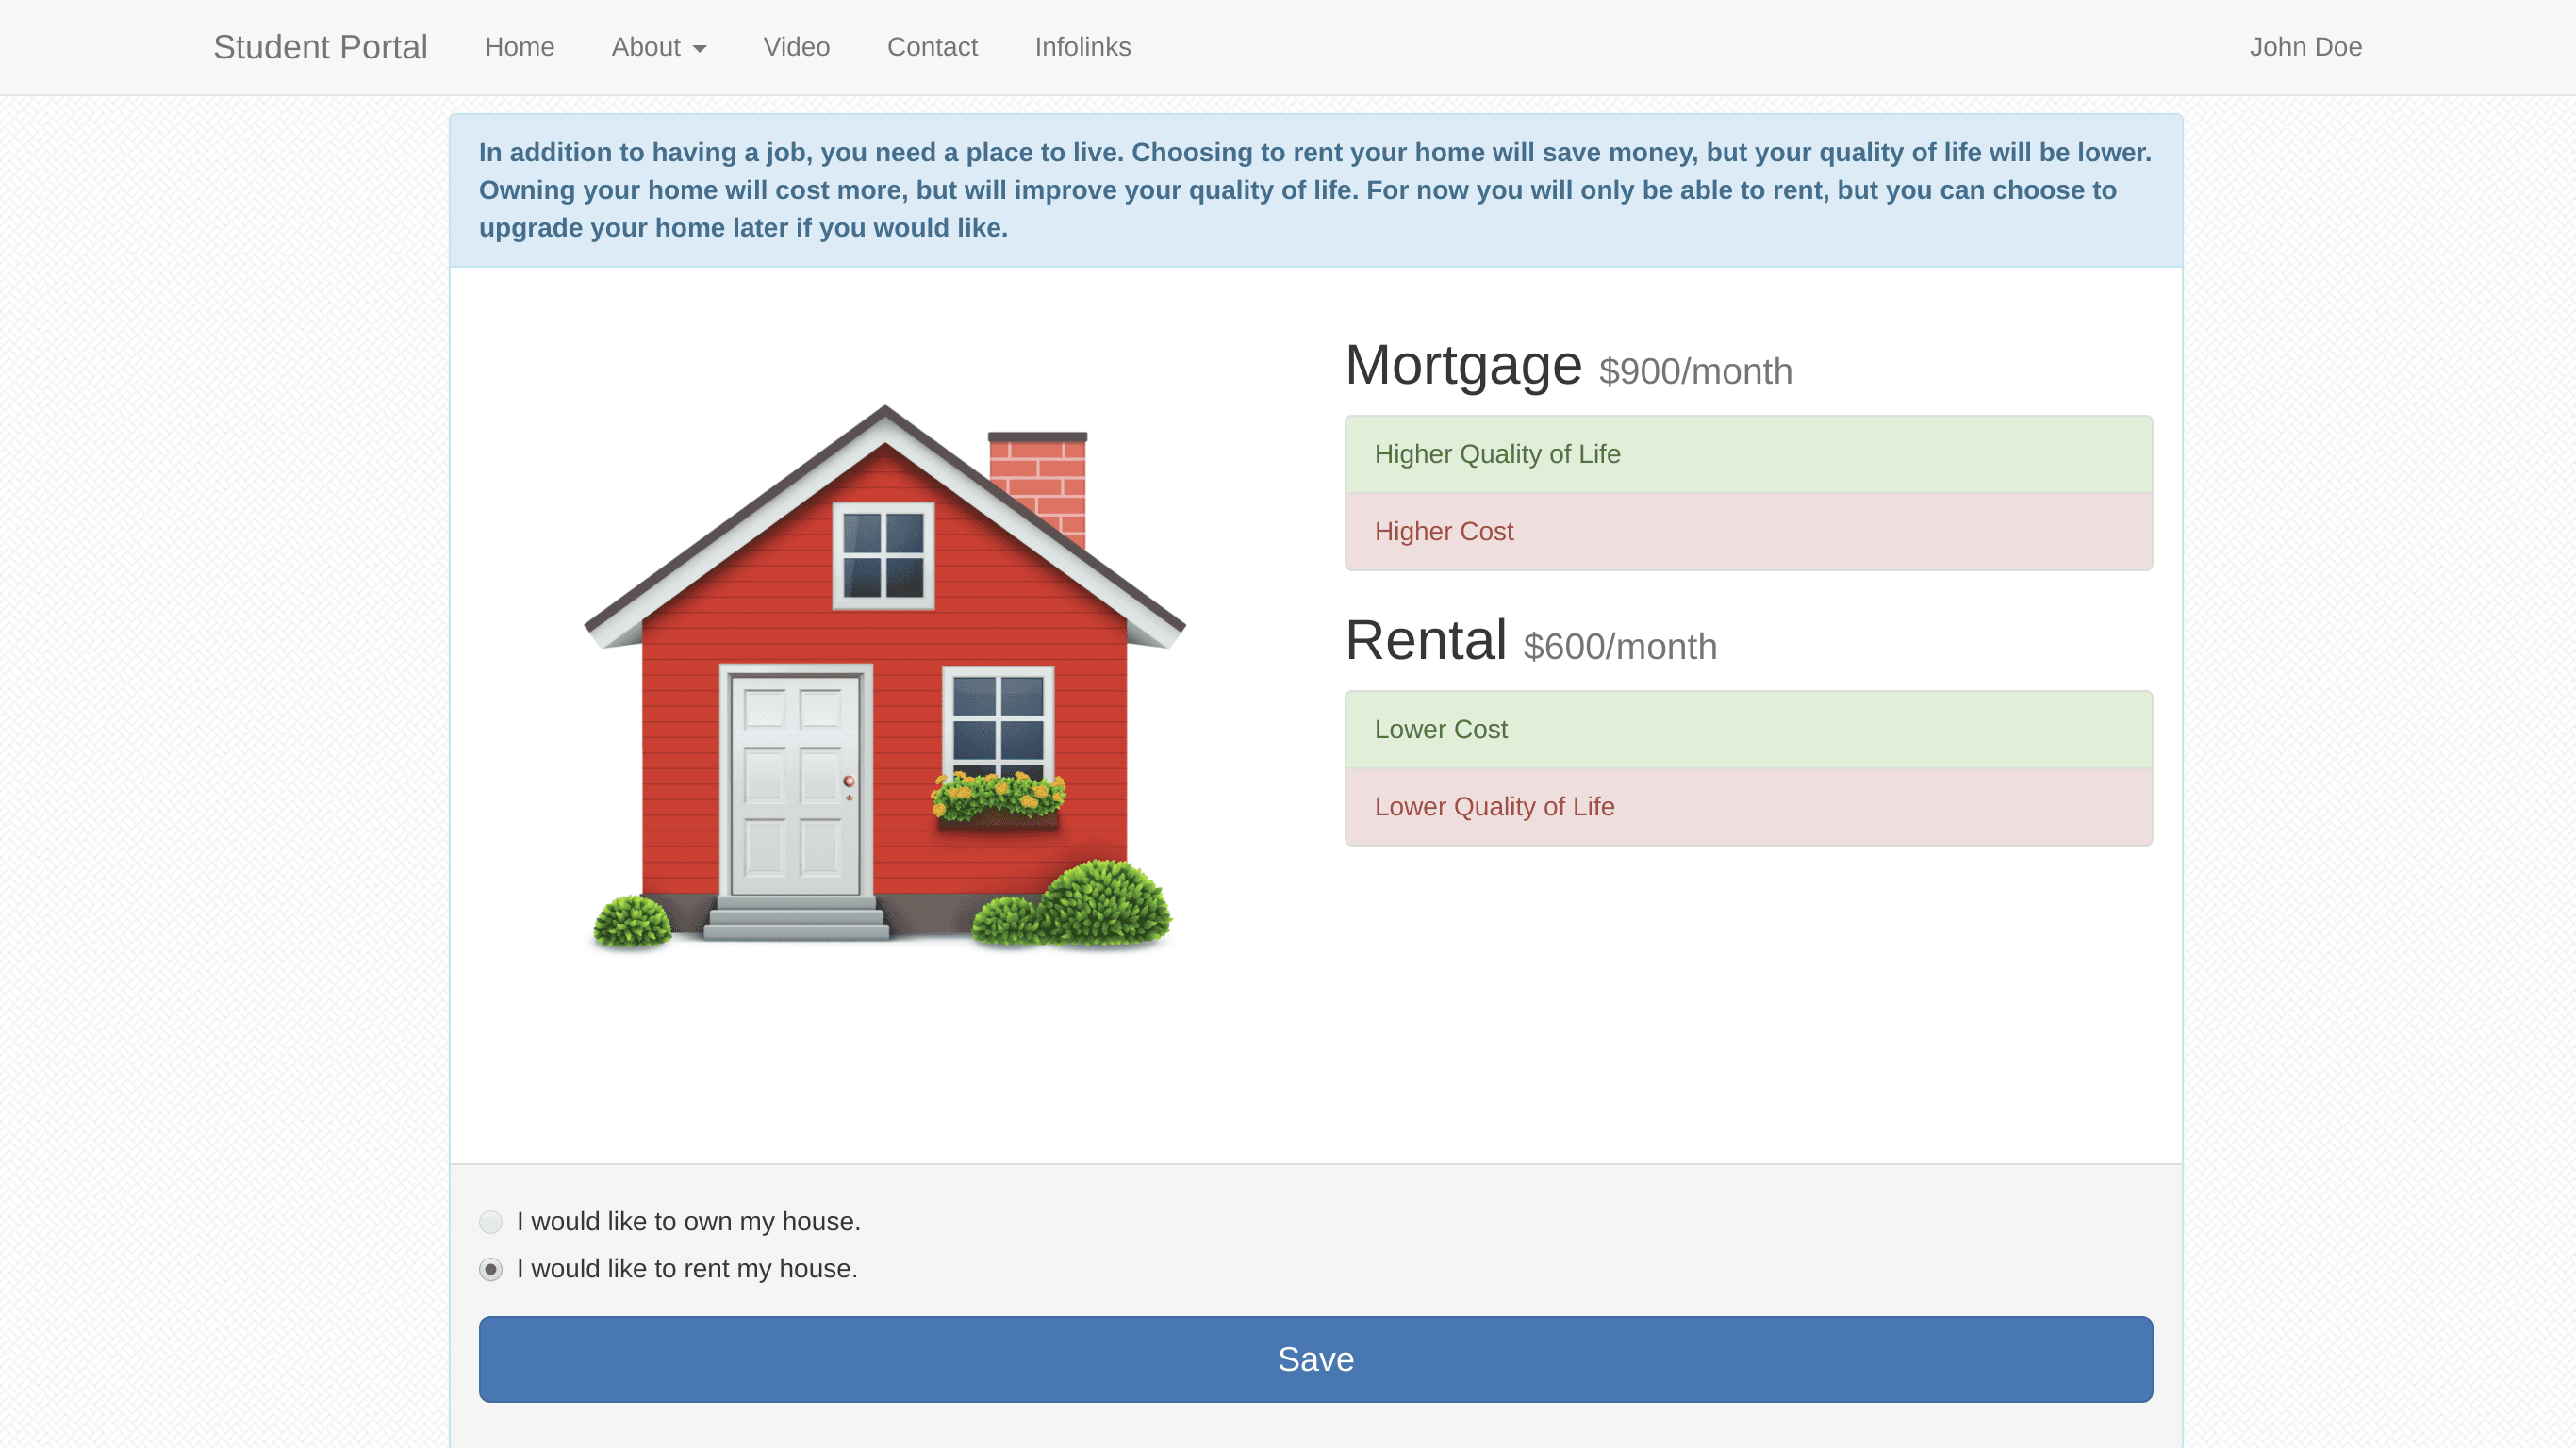 Student Portal Home About Video Contact Infolinks John Doe
In addition to having a job, you need a place to live. Choosing to rent your home will save money, but your quality of life will be lower.
Owning your home will cost more, but will improve your quality of life. For now you will only be able to rent, but you can choose to
upgrade your home later if you would like.
Mortgage $900/month
Higher Quality of Life
Higher Cost
Rental $600/month
Lower Cost
Lower Quality of Life
I would like to own my house.
I would like to rent my house.
Save